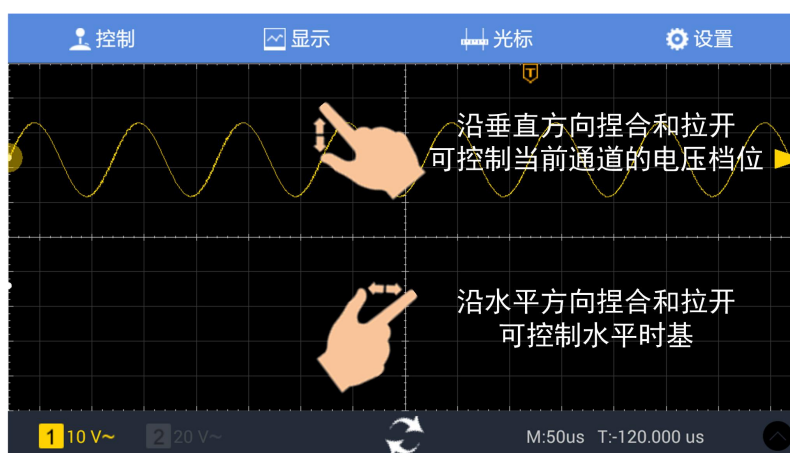 控制 显示 光标 设置
T
沿垂直方向捏合和拉开
可控制当前通道的电压档位
沿水平方向捏合和拉开
可控制水平时基
1 10 V~ 2 20 V~ M:50us T:-120.000 us